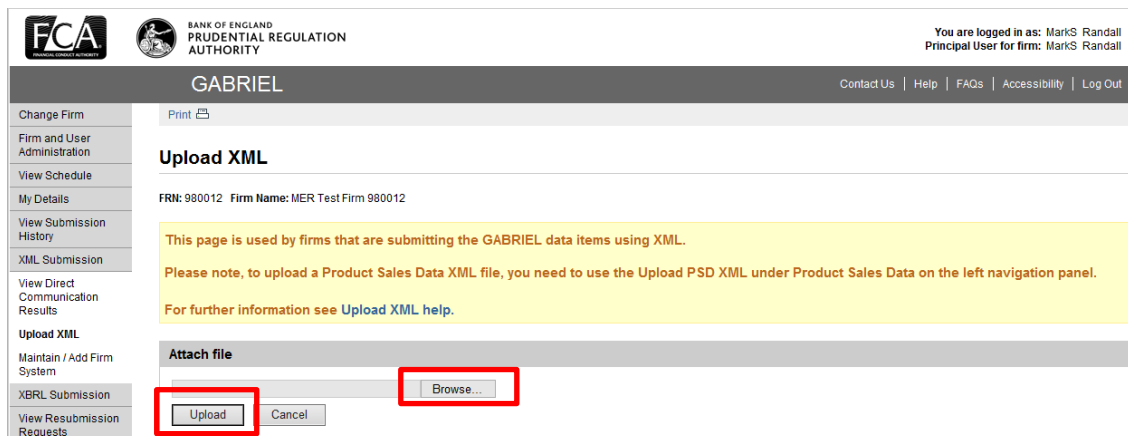 FCA
FINANCIAL CONDUCT AUTHORITY
BANK OF ENGLAND
PRUDENTIAL REGULATION
AUTHORITY
You are logged in as: MarkS Randall
Principal User for firm: MarkS Randall
GABRIEL
Contact Us | Help | FAQs | Accessibility | Log Out
Change Firm
Firm and User
Administration
View Schedule
My Details
View Submission
History
XML Submission
View Direct
Communication
Results
Upload XML
Maintain / Add Firm
System
XBRL Submission
View Resubmission
Requests
Print
Upload XML
FRN: 980012 Firm Name: MER Test Firm 980012
This page is used by firms that are submitting the GABRIEL data items using XML.
Please note, to upload a Product Sales Data XML file, you need to use the Upload PSD XML under Product Sales Data on the left navigation panel.
For further information see Upload XML help.
Attach file
Browse...
Upload
Cancel